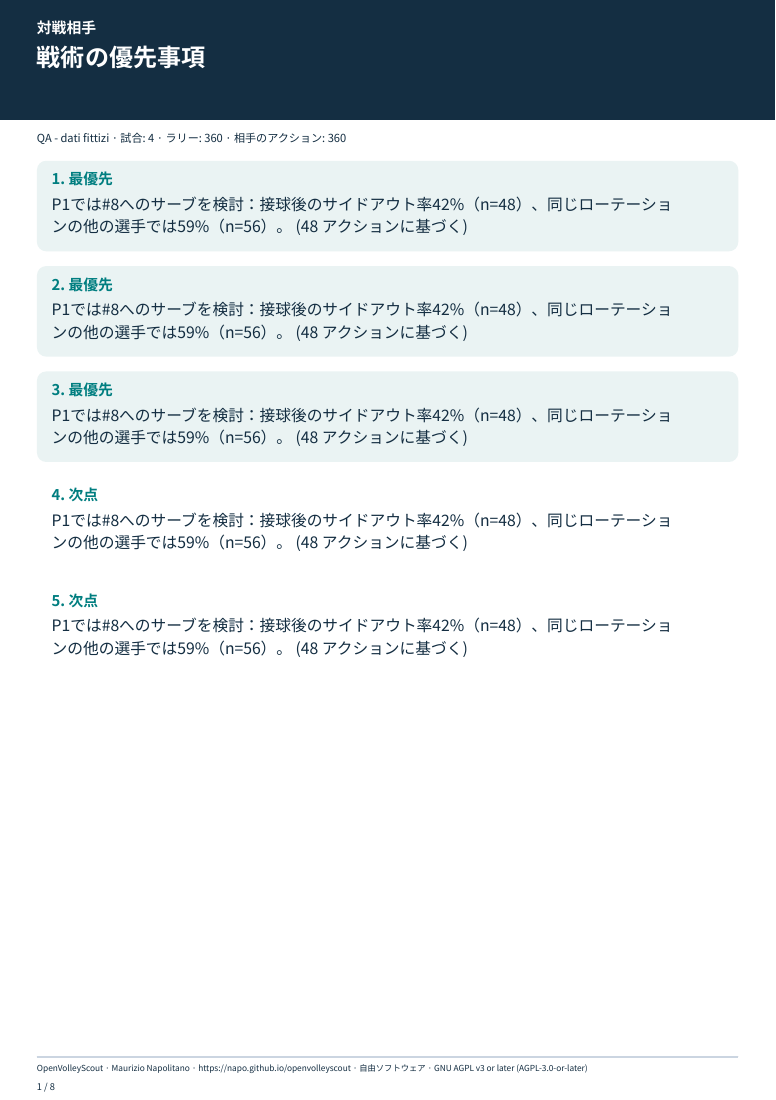 対戦相手
戦術の優先事項
QA - dati fittizi · 試合: 4 · ラリー: 360 · 相手のアクション: 360
1. 最優先
P1では#8へのサーブを検討：接球後のサイドアウト率42%（n=48）、同じローテーショ
ンの他の選手では59%（n=56）。 (48 アクションに基づく)
2. 最優先
P1では#8へのサーブを検討：接球後のサイドアウト率42%（n=48）、同じローテーショ
ンの他の選手では59%（n=56）。 (48 アクションに基づく)
3. 最優先
P1では#8へのサーブを検討：接球後のサイドアウト率42%（n=48）、同じローテーショ
ンの他の選手では59%（n=56）。 (48 アクションに基づく)
4. 次点
P1では#8へのサーブを検討：接球後のサイドアウト率42%（n=48）、同じローテーショ
ンの他の選手では59%（n=56）。 (48 アクションに基づく)
5. 次点
P1では#8へのサーブを検討：接球後のサイドアウト率42%（n=48）、同じローテーショ
ンの他の選手では59%（n=56）。 (48 アクションに基づく)
OpenVolleyScout · Maurizio Napolitano · https://napo.github.io/openvolleyscout · 自由ソフトウェア · GNU AGPL v3 or later (AGPL-3.0-or-later)
1 / 8